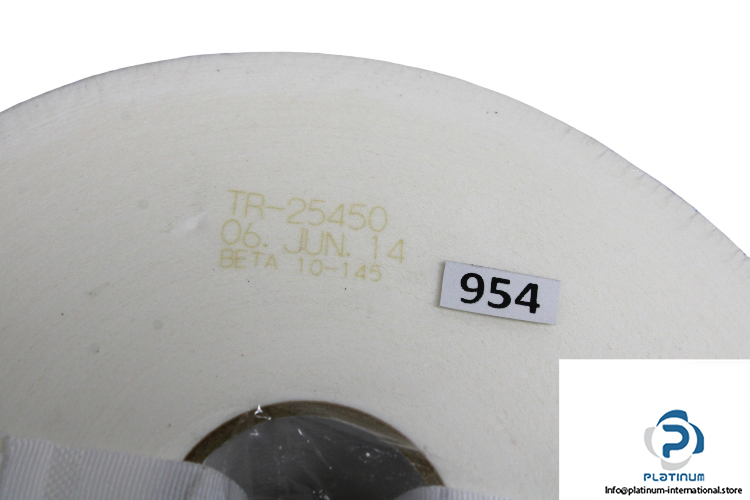 TR-25450
06. JUN. 14
BETA 10-145
954
PLATINUM
Info@platinum-international.store